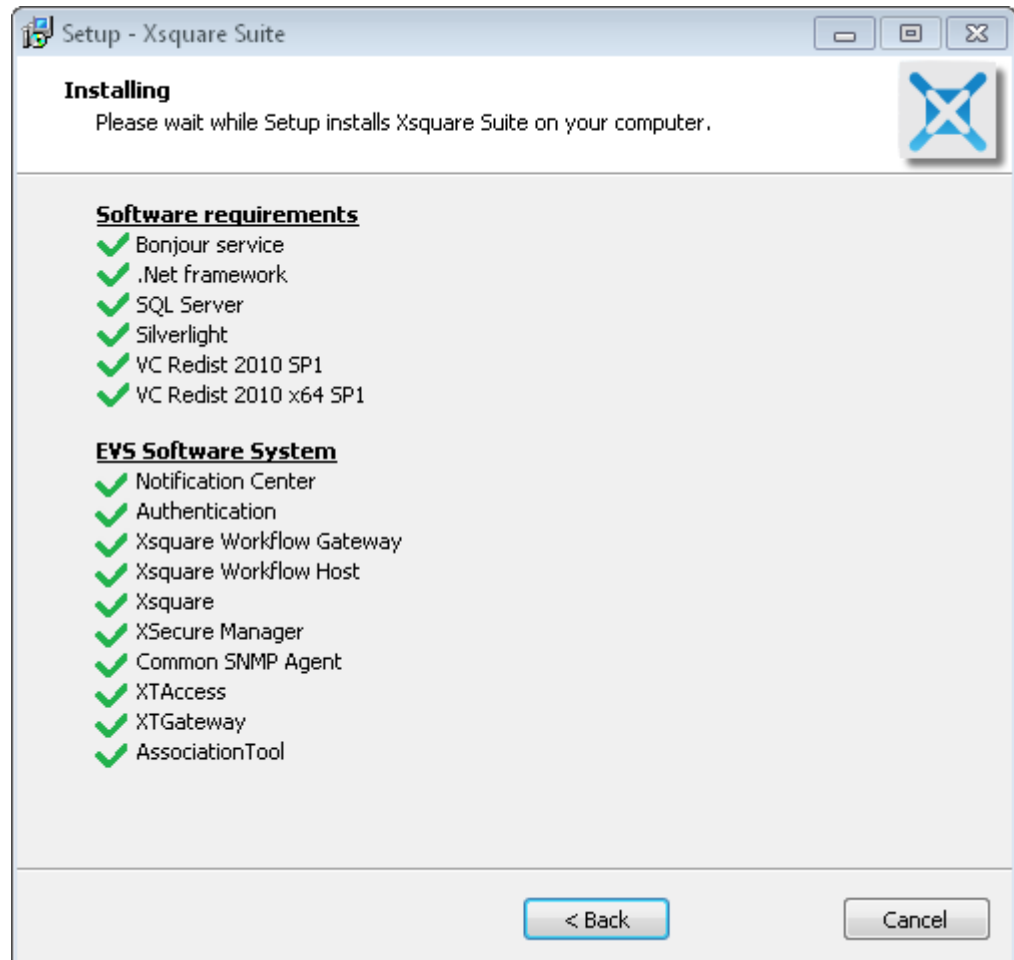 Setup - Xsquare Suite
Installing
Please wait while Setup installs Xsquare Suite on your computer.
Software requirements
Bonjour service
.Net framework
SQL Server
Silverlight
VC Redist 2010 SP1
VC Redist 2010 x64 SP1
EVS Software System
Notification Center
Authentication
Xsquare Workflow Gateway
Xsquare Workflow Host
Xsquare
XSecure Manager
Common SNMP Agent
XTAccess
XTGateway
AssociationTool
< Back
Cancel